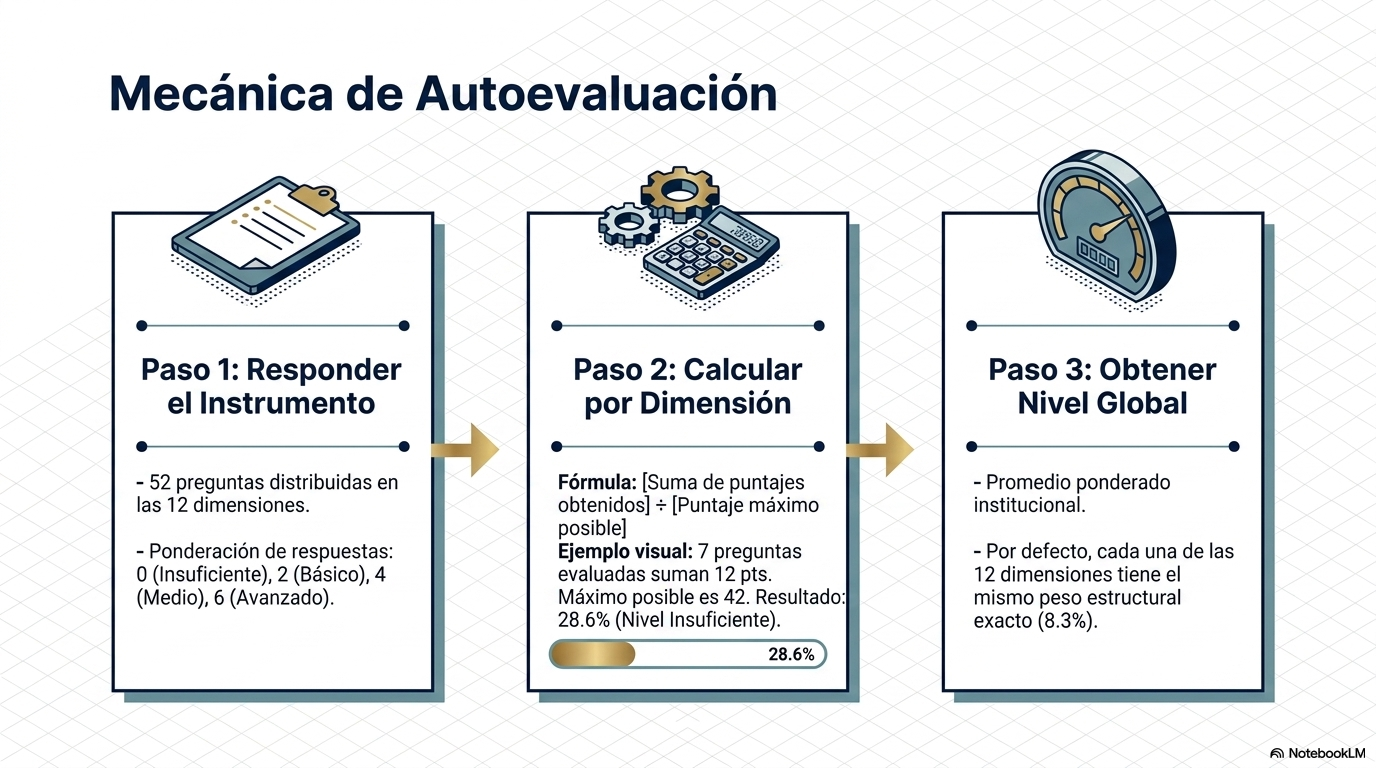 Mecánica de Autoevaluación
Paso 1: Responder
el Instrumento
- 52 preguntas distribuidas en
las 12 dimensiones.
- Ponderación de respuestas:
0 (Insuficiente), 2 (Básico), 4
(Medio), 6 (Avanzado).
Paso 2: Calcular
por Dimensión
Fórmula: [Suma de puntajes
obtenidos] ÷ [Puntaje máximo
posible]
Ejemplo visual: 7 preguntas
evaluadas suman 12 pts.
Máximo posible es 42. Resultado:
28.6% (Nivel Insuficiente).
28.6%
Paso 3: Obtener
Nivel Global
- Promedio ponderado
institucional.
- Por defecto, cada una de las
12 dimensiones tiene el
mismo peso estructural
exacto (8.3%).
NotebookLM